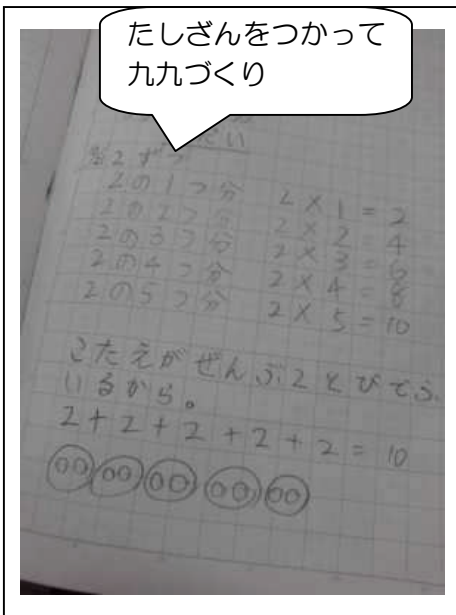 たしざんをつかって
九九づくり
2ずつ
2の1つ分 2×1=2
2の2つ分 2×2=4
2の3つ分 2×3=6
2の4つ分 2×4=8
2の5つ分 2×5=10
こたえがぜんぶ2とびでふ
いるから。
2+2+2+2+2=10